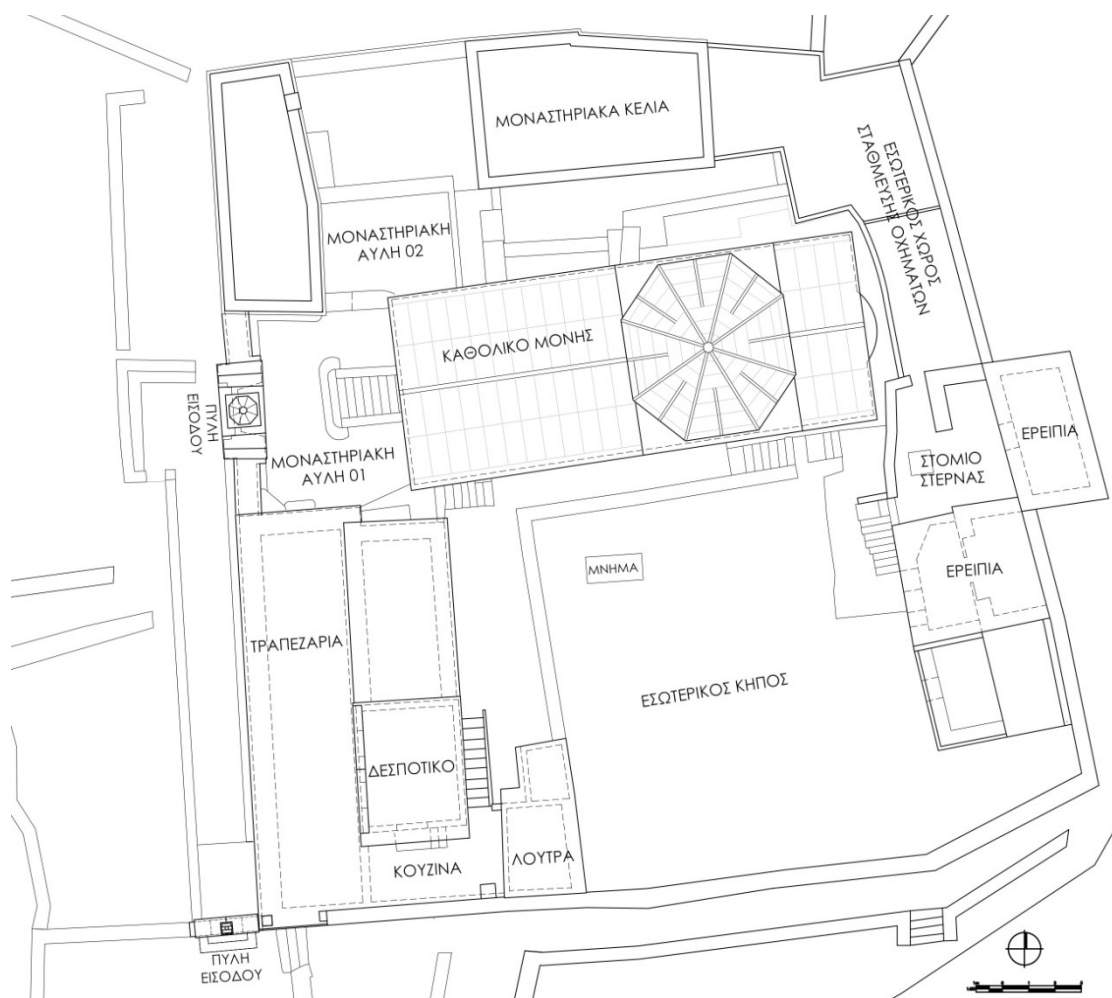 ΜΟΝΑΣΤΗΡΙΑΚΑ ΚΕΛΙΑ
ΕΣΩΤΕΡΙΚΟΣ ΧΩΡΟΣ
ΣΤΑΘΜΕΥΣΗΣ ΟΧΗΜΑΤΩΝ
ΜΟΝΑΣΤΗΡΙΑΚΗ
ΑΥΛΗ 02
ΚΑΘΟΛΙΚΟ ΜΟΝΗΣ
ΠΥΛΗ
ΕΙΣΟΔΟΥ
ΜΟΝΑΣΤΗΡΙΑΚΗ
ΑΥΛΗ 01
ΕΡΕΙΠΙΑ
ΣΤΟΜΙΟ
ΣΤΕΡΝΑΣ
ΜΝΗΜΑ
ΕΡΕΙΠΙΑ
ΤΡΑΠΕΖΑΡΙΑ
ΕΣΩΤΕΡΙΚΟΣ ΚΗΠΟΣ
ΔΕΣΠΟΤΙΚΟ
ΚΟΥΖΙΝΑ
ΛΟΥΤΡΑ
ΠΥΛΗ
ΕΙΣΟΔΟΥ